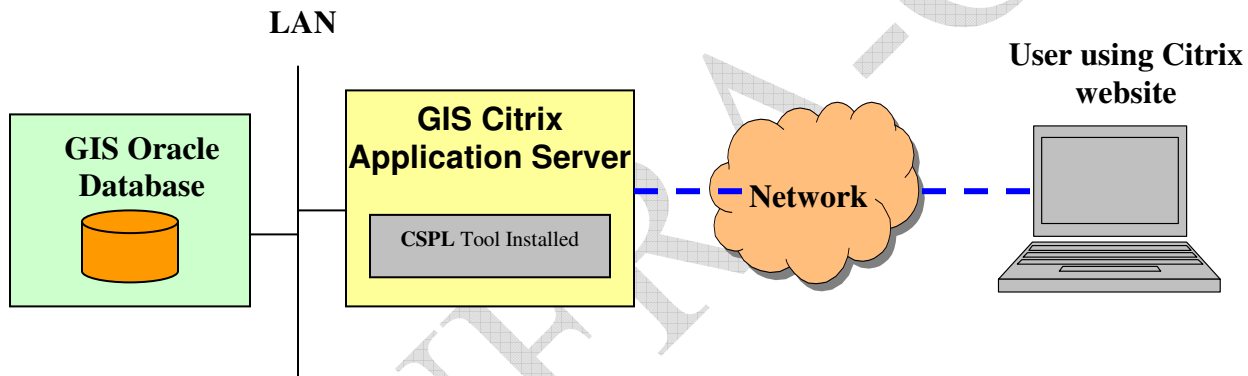 LAN
User using Citrix
website
GIS Oracle
Database
GIS Citrix
Application Server
CSPL Tool Installed
Network